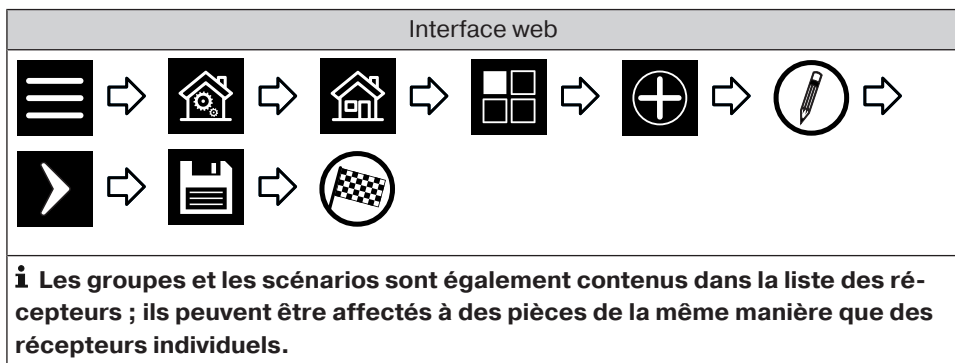 Interface web
i Les groupes et les scénarios sont également contenus dans la liste des ré-
cepteurs ; ils peuvent être affectés à des pièces de la même manière que des
récepteurs individuels.